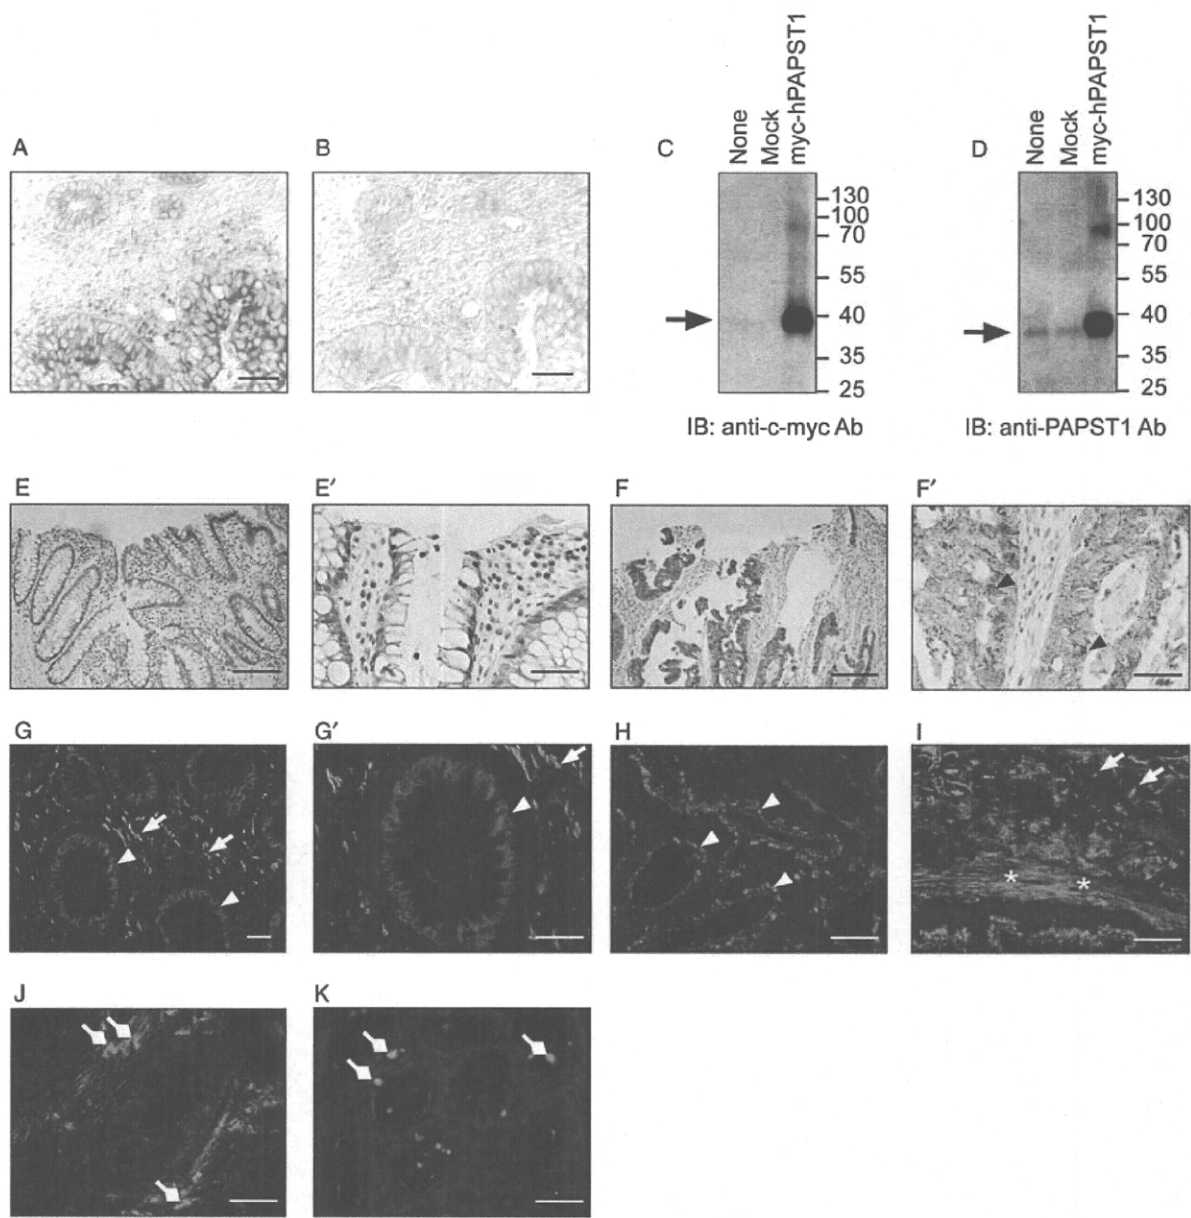 A
B
C
None
Mock
myc-hPAPST1
130
100
70
55
40
35
25
IB: anti-c-myc Ab
D
None
Mock
myc-hPAPST1
130
100
70
55
40
35
25
IB: anti-PAPST1 Ab
E
E′
F
F′
G
G′
H
I
* *
J
K